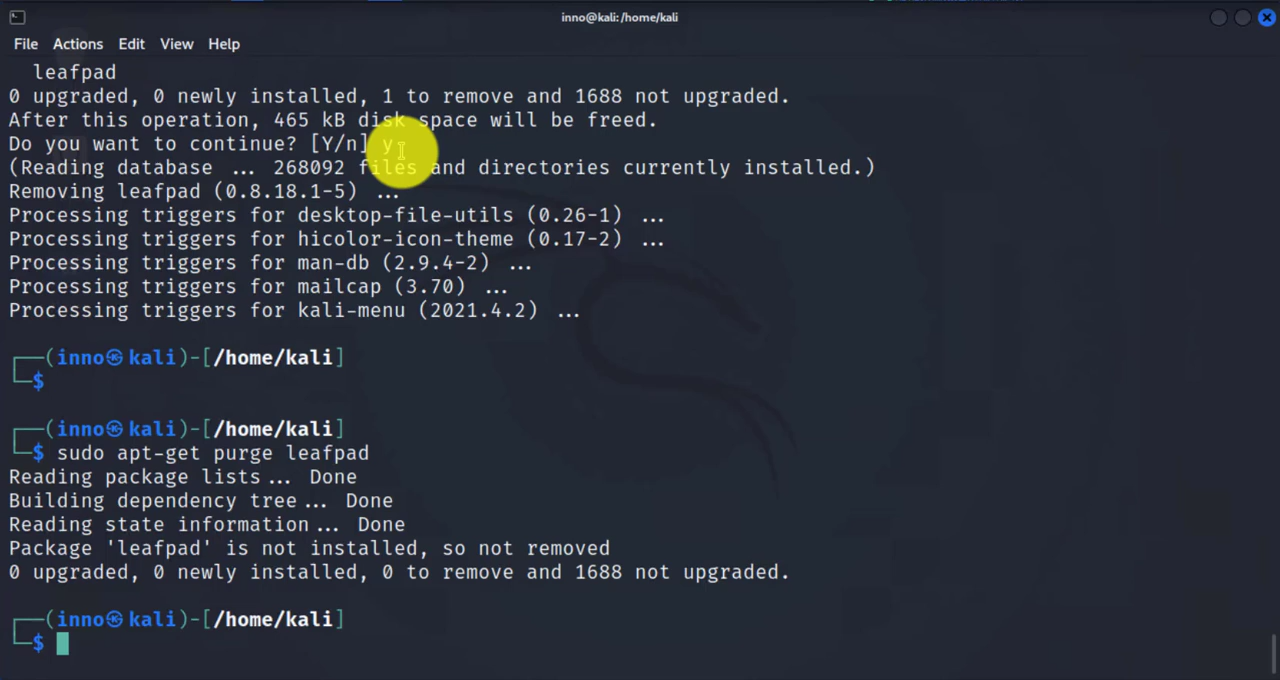 inno@kali: /home/kali
File Actions Edit View Help
leafpad
0 upgraded, 0 newly installed, 1 to remove and 1688 not upgraded.
After this operation, 465 kB disk space will be freed.
Do you want to continue? [Y/n] y
(Reading database ... 268092 files and directories currently installed.)
Removing leafpad (0.8.18.1-5) ...
Processing triggers for desktop-file-utils (0.26-1) ...
Processing triggers for hicolor-icon-theme (0.17-2) ...
Processing triggers for man-db (2.9.4-2) ...
Processing triggers for mailcap (3.70) ...
Processing triggers for kali-menu (2021.4.2) ...
┌──(inno㉿kali)-[/home/kali]
└─$
┌──(inno㉿kali)-[/home/kali]
└─$ sudo apt-get purge leafpad
Reading package lists... Done
Building dependency tree... Done
Reading state information... Done
Package 'leafpad' is not installed, so not removed
0 upgraded, 0 newly installed, 0 to remove and 1688 not upgraded.
┌──(inno㉿kali)-[/home/kali]
└─$